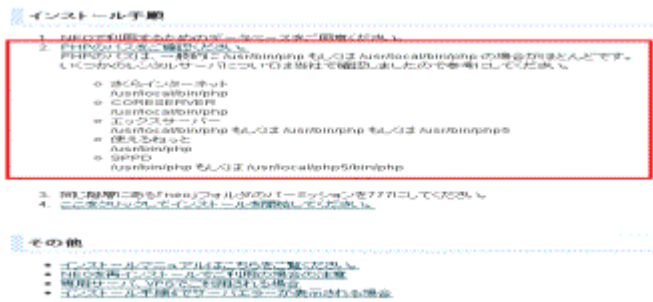 インストール手順
1. NEOで利用するためのデータベースをご用意ください。
2. PHPのパスをご確認ください。
PHPのパスは、一般的に /usr/bin/php もしくは /usr/local/bin/php の場合がほとんどです。
いくつかのレンタルサーバについては当社で確認しましたので参考にしてください。
さくらインターネット
/usr/local/bin/php
CORESERVER
/usr/local/bin/php
エックスサーバー
/usr/bin/php もしくは /usr/bin/php もしくは /usr/bin/php5
使えるねっと
/usr/bin/php
SPPD
/usr/bin/php もしくは /usr/local/php5/bin/php
3. 同じ階層にある「neo」フォルダのパーミッションを777にしてください。
4. ここをクリックしてインストールを開始してください。
その他
インストールマニュアルはこちらをご覧ください。
NEOを再インストールをご利用の場合の注意
専用サーバ、VPSでご利用される場合
インストール手順4でサーバエラーが表示される場合